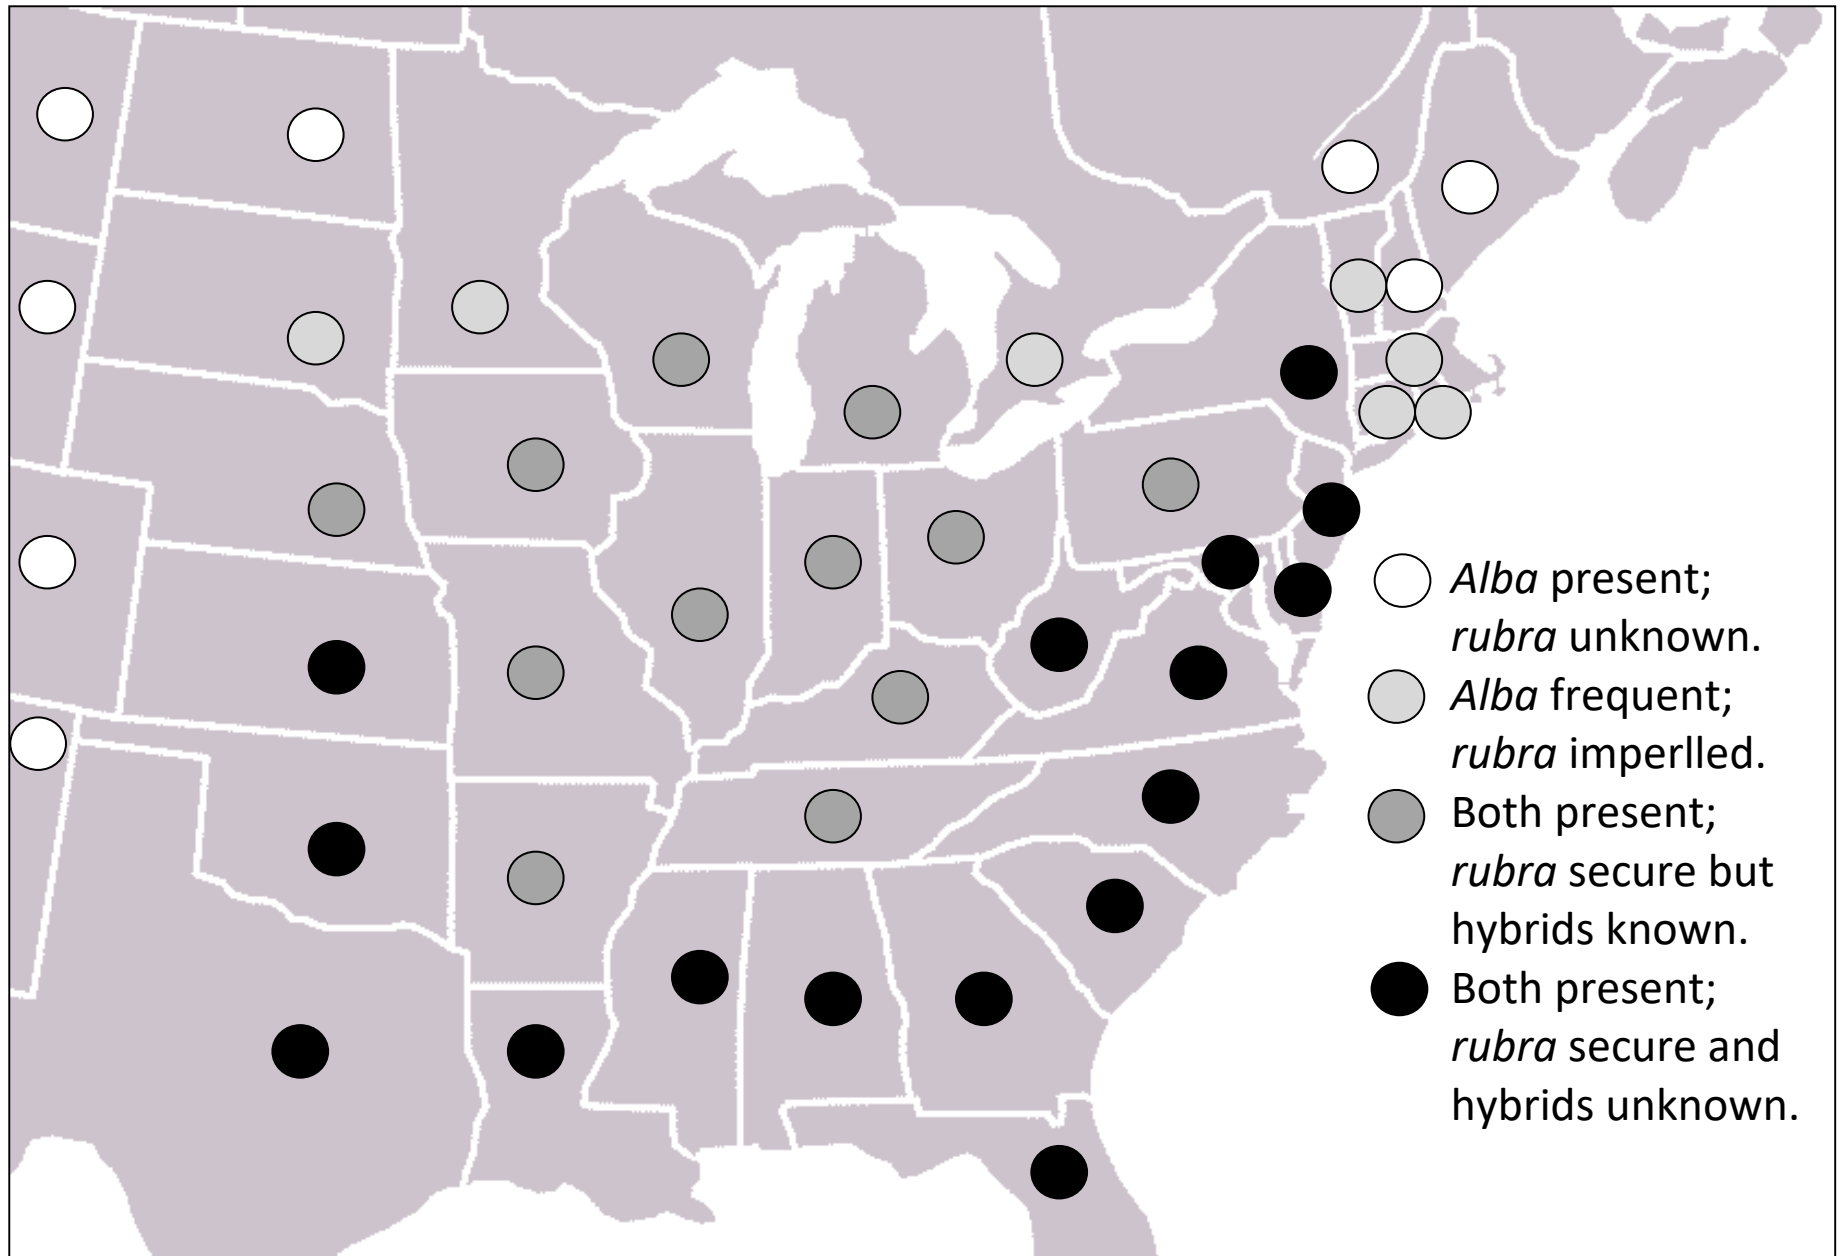 Alba present;
rubra unknown.
Alba frequent;
rubra imperlled.
Both present;
rubra secure but
hybrids known.
Both present;
rubra secure and
hybrids unknown.